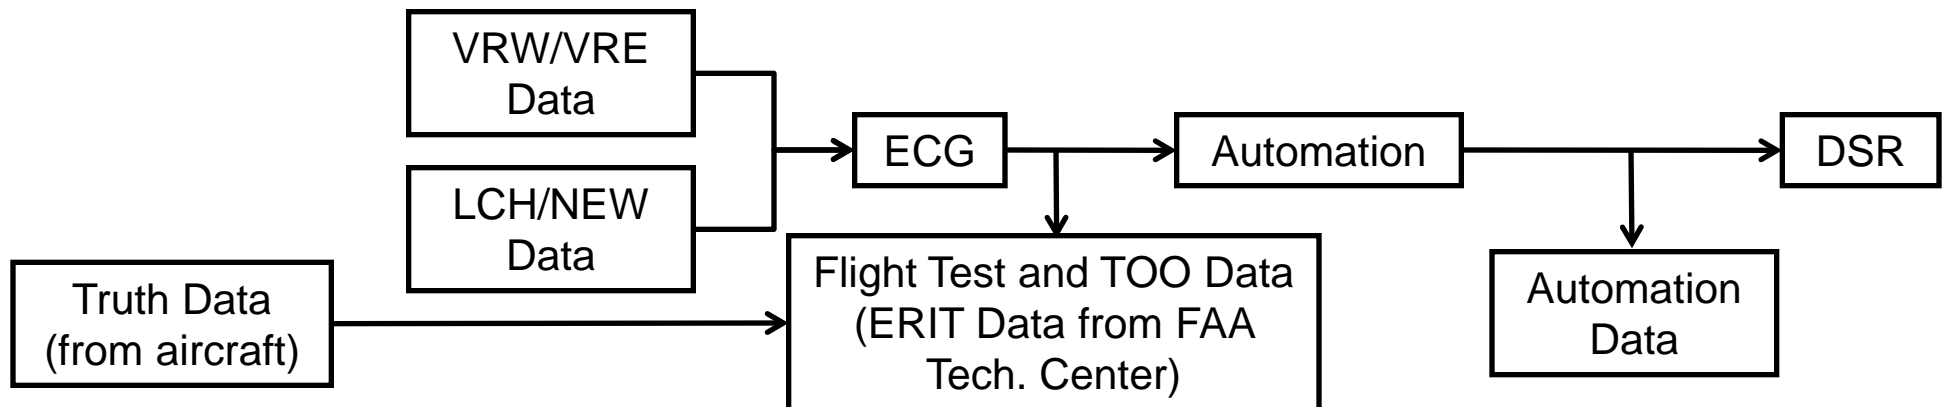 VRW/VRE
Data
ECG
Automation
DSR
LCH/NEW
Data
Truth Data
(from aircraft)
Flight Test and TOO Data
(ERIT Data from FAA
Tech. Center)
Automation
Data